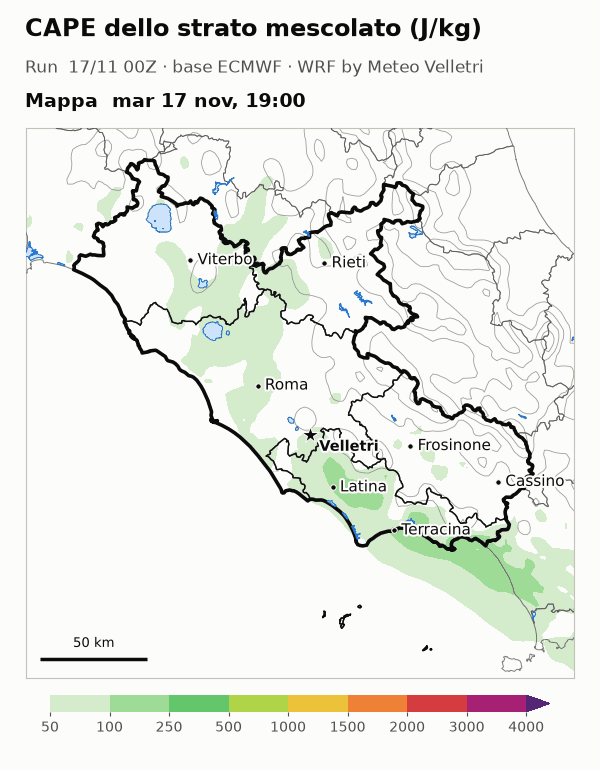 CAPE dello strato mescolato (J/kg)
Run  17/11 00Z · base ECMWF · WRF by Meteo Velletri
Mappa  mar 17 nov, 19:00
Viterbo
Rieti
Roma
Velletri
Frosinone
Latina
Cassino
Terracina
50 km
50 100 250 500 1000 1500 2000 3000 4000